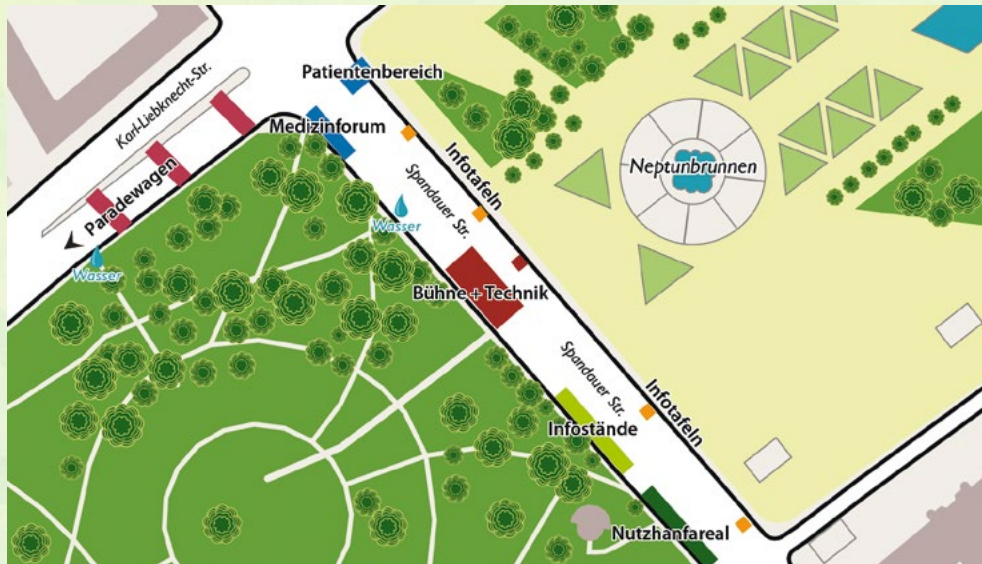 Karl-Liebknecht-Str.
Patientenbereich
Medizinforum
Paradewagen
Wasser
Wasser
Infotafeln
Spandauer Str.
Neptunbrunnen
Bühne + Technik
Spandauer Str.
Infotafeln
Infostände
Nutzhanfareal